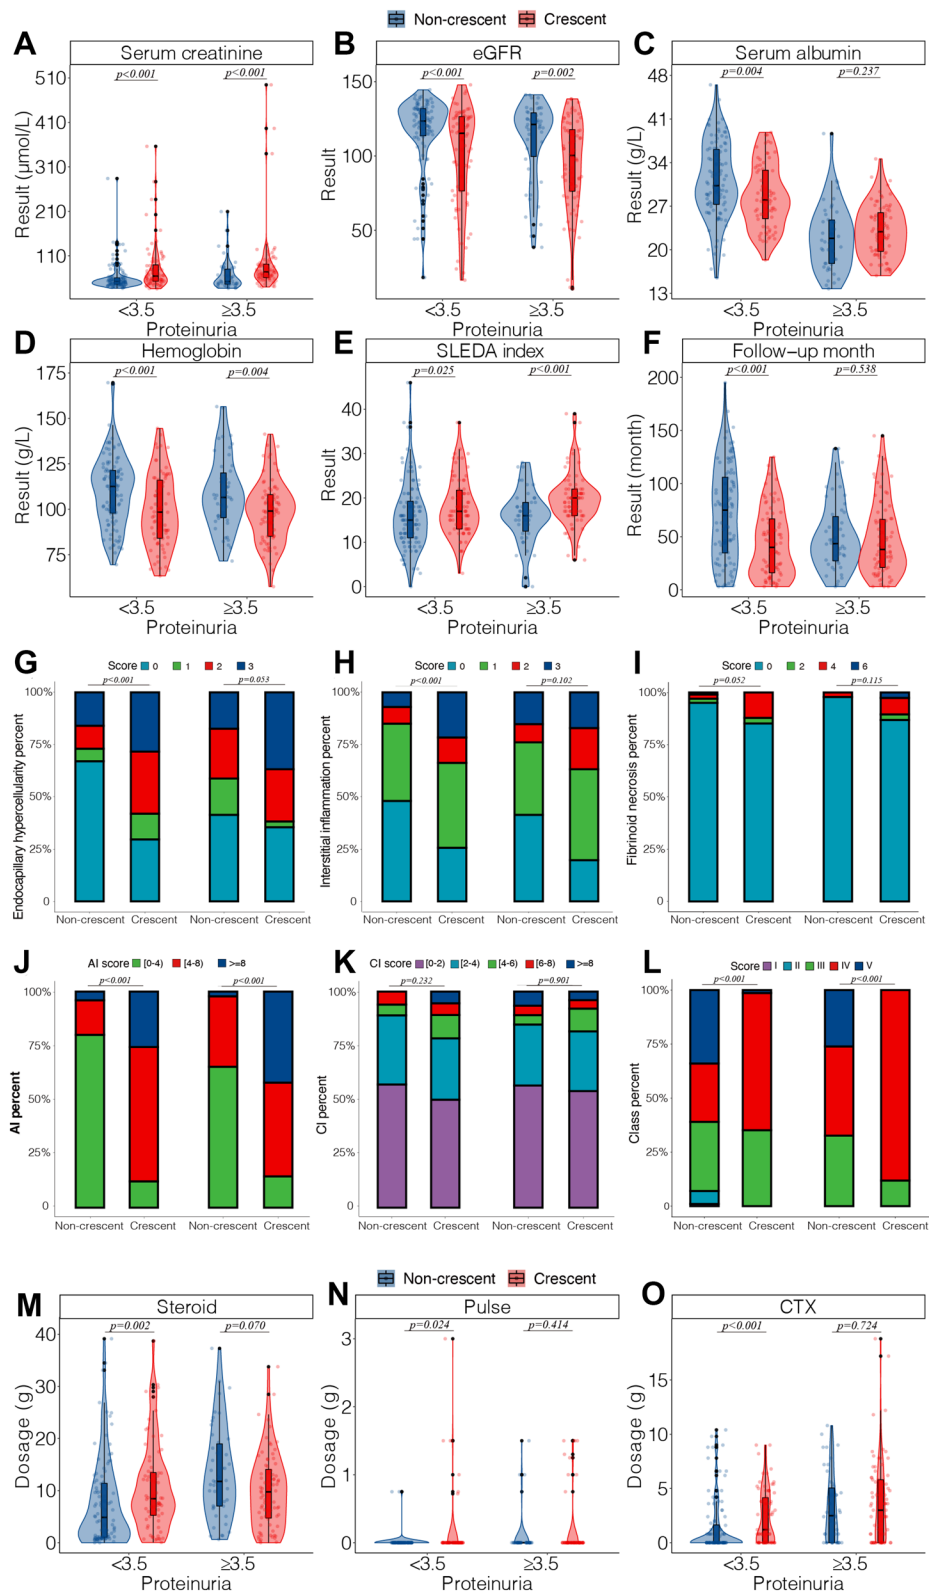 Non-crescent Crescent
A Serum creatinine
p<0.001 p<0.001
Result (µmol/L)
510
410
310
210
110
<3.5 ≥3.5
Proteinuria
B eGFR
p<0.001 p=0.002
Result
150
100
50
<3.5 ≥3.5
Proteinuria
C Serum albumin
p=0.004 p=0.237
Result (g/L)
48
41
34
27
20
13
<3.5 ≥3.5
Proteinuria
D Hemoglobin
p<0.001 p=0.004
Result (g/L)
175
150
125
100
75
<3.5 ≥3.5
Proteinuria
E SLEDA index
p=0.025 p<0.001
Result
40
30
20
10
0
<3.5 ≥3.5
Proteinuria
F Follow-up month
p<0.001 p=0.538
Result (month)
200
150
100
50
0
<3.5 ≥3.5
Proteinuria
G Score 0 1 2 3
p<0.001 p=0.053
Endocapillary hypercellularity percent
100%
75%
50%
25%
0
Non-crescent Crescent Non-crescent Crescent
H Score 0 1 2 3
p<0.001 p=0.102
Interstitial inflammation percent
100%
75%
50%
25%
0
Non-crescent Crescent Non-crescent Crescent
I Score 0 2 4 6
p=0.052 p=0.115
Fibrinoid necrosis percent
100%
75%
50%
25%
0
Non-crescent Crescent Non-crescent Crescent
J AI score [0-4) [4-8) >=8
p<0.001 p<0.001
AI percent
100%
75%
50%
25%
0
Non-crescent Crescent Non-crescent Crescent
K CI score [0-2) [2-4) [4-6) [6-8) >=8
p=0.232 p=0.901
CI percent
100%
75%
50%
25%
0
Non-crescent Crescent Non-crescent Crescent
L Score I II III IV V
p<0.001 p<0.001
Class percent
100%
75%
50%
25%
0
Non-crescent Crescent Non-crescent Crescent
Non-crescent Crescent
M Steroid
p=0.002 p=0.070
Dosage (g)
40
30
20
10
0
<3.5 ≥3.5
Proteinuria
N Pulse
p=0.024 p=0.414
Dosage (g)
3
2
1
0
<3.5 ≥3.5
Proteinuria
O CTX
p<0.001 p=0.724
Dosage (g)
15
10
5
0
<3.5 ≥3.5
Proteinuria